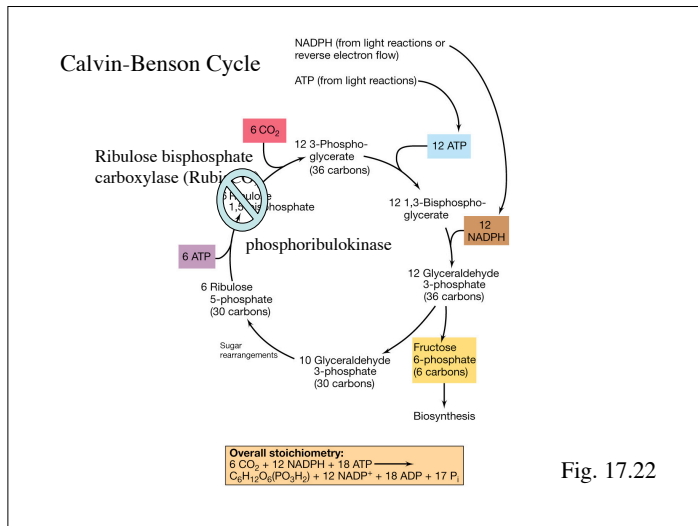 Calvin-Benson Cycle
NADPH (from light reactions or
reverse electron flow)
ATP (from light reactions)
6 CO₂
12 3-Phospho-
glycerate
(36 carbons)
12 ATP
Ribulose bisphosphate
carboxylase
Ribulose
1,5-bisphosphate
12 1,3-Bisphospho-
glycerate
12
NADPH
phosphoribulokinase
6 ATP
12 Glyceraldehyde
3-phosphate
(36 carbons)
6 Ribulose
5-phosphate
(30 carbons)
Sugar
rearrangements
10 Glyceraldehyde
3-phosphate
(30 carbons)
Fructose
6-phosphate
(6 carbons)
Biosynthesis
Overall stoichiometry:
6 CO₂ + 12 NADPH + 18 ATP ⟶
C₆H₁₂O₆(PO₃H₂) + 12 NADP⁺ + 18 ADP + 17 Pᵢ
Fig. 17.22